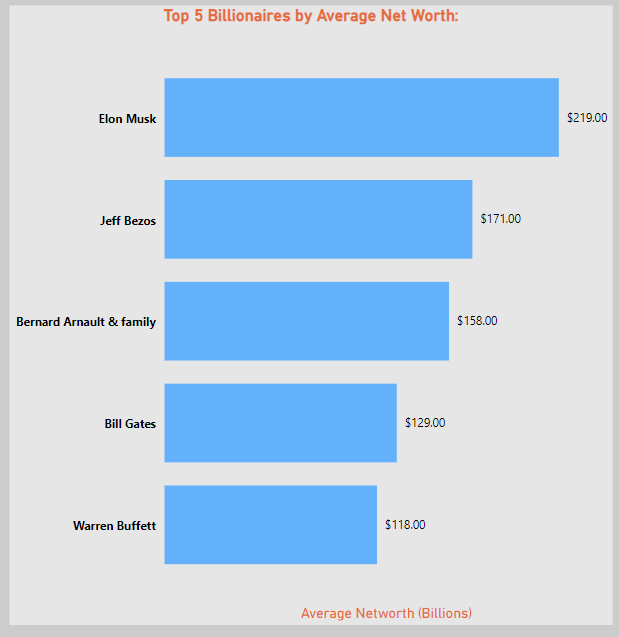 Top 5 Billionaires by Average Net Worth:
Elon Musk $219.00
Jeff Bezos $171.00
Bernard Arnault & family $158.00
Bill Gates $129.00
Warren Buffett $118.00
Average Networth (Billions)